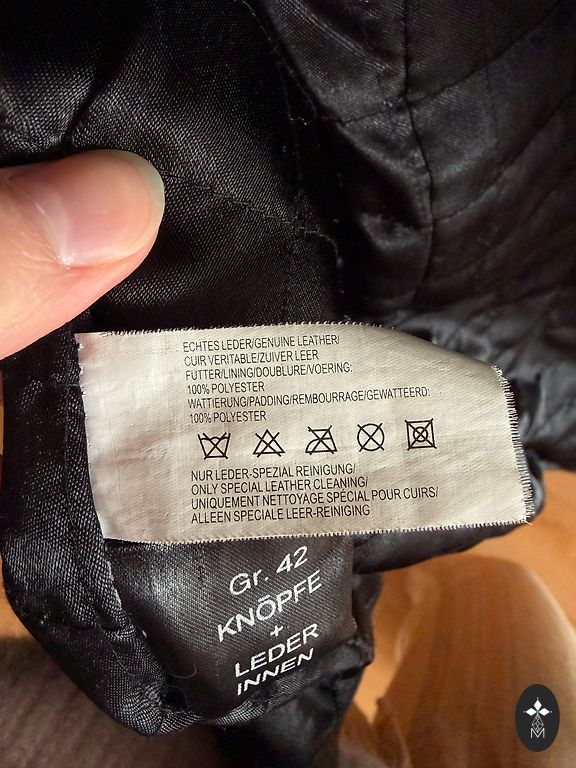 ECHTES LEDER/GENUINE LEATHER/
CUIR VERITABLE/ZUIVER LEER
FUTTER/LINING/DOUBLURE/VOERING:
100% POLYESTER
WATTIERUNG/PADDING/REMBOURRAGE/GEWATTEERD:
100% POLYESTER
NUR LEDER-SPEZIAL REINIGUNG/
ONLY SPECIAL LEATHER CLEANING/
UNIQUEMENT NETTOYAGE SPÉCIAL POUR CUIRS/
ALLEEN SPECIALE LEER-REINIGING
Gr. 42
KNÖPFE
+
LEDER
INNEN
M